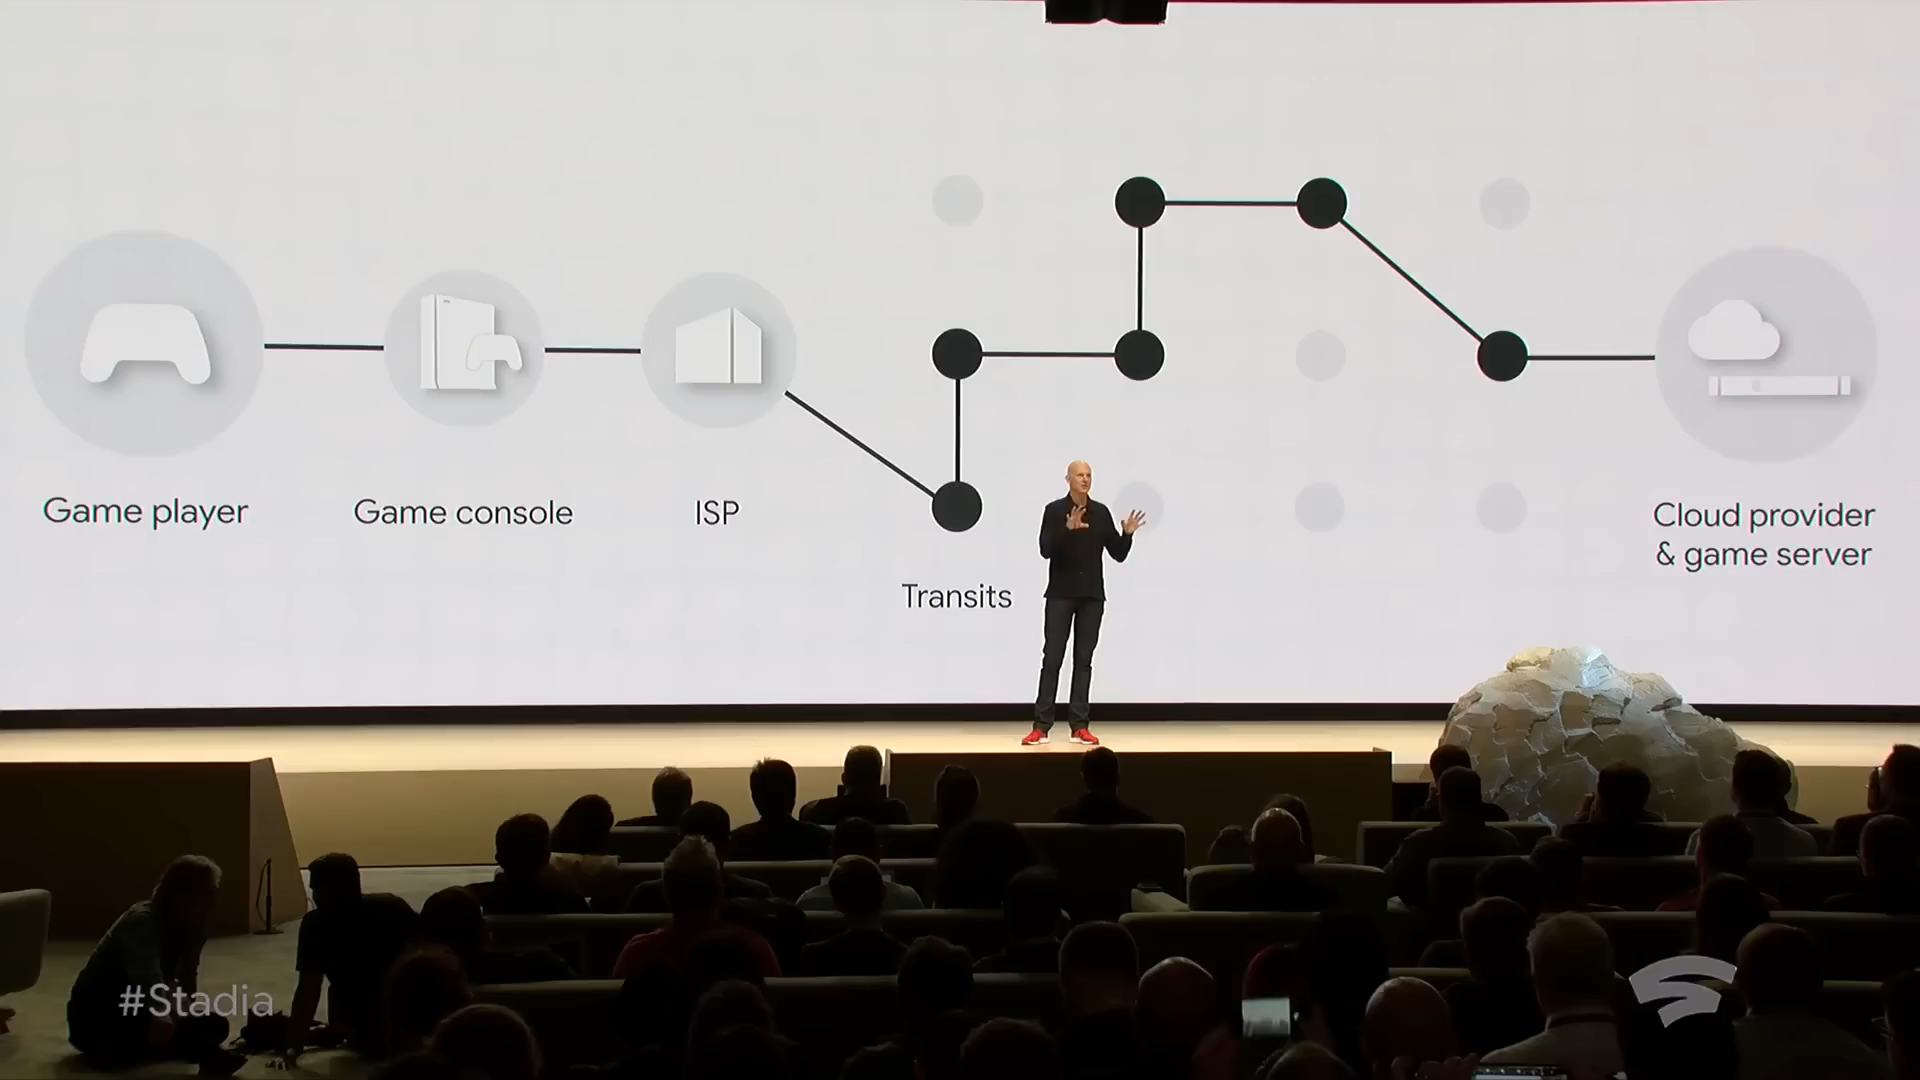 Game player
Game console
ISP
Transits
Cloud provider
& game server
#Stadia